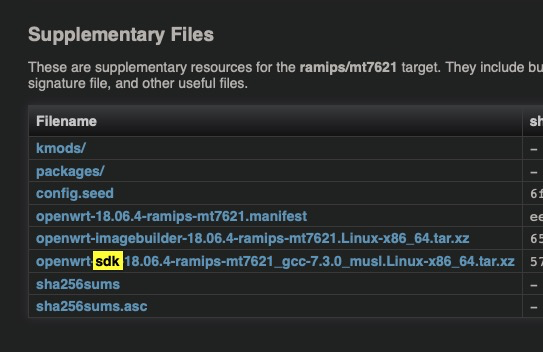 Supplementary Files
These are supplementary resources for the ramips/mt7621 target. They include bu
signature file, and other useful files.
Filename sh
kmods/ -
packages/ -
config.seed 6f
openwrt-18.06.4-ramips-mt7621.manifest ee
openwrt-imagebuilder-18.06.4-ramips-mt7621.Linux-x86_64.tar.xz 65
openwrt-sdk-18.06.4-ramips-mt7621_gcc-7.3.0_musl.Linux-x86_64.tar.xz 57
sha256sums -
sha256sums.asc -